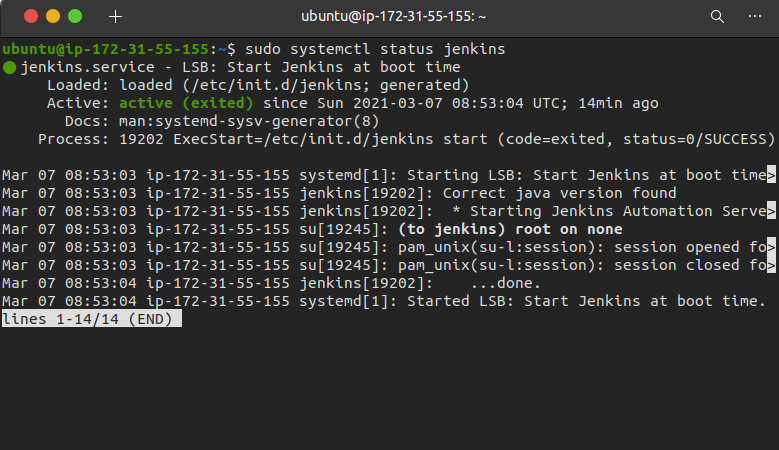 ubuntu@ip-172-31-55-155: ~
ubuntu@ip-172-31-55-155:~$ sudo systemctl status jenkins
● jenkins.service - LSB: Start Jenkins at boot time
     Loaded: loaded (/etc/init.d/jenkins; generated)
     Active: active (exited) since Sun 2021-03-07 08:53:04 UTC; 14min ago
       Docs: man:systemd-sysv-generator(8)
    Process: 19202 ExecStart=/etc/init.d/jenkins start (code=exited, status=0/SUCCESS)
Mar 07 08:53:03 ip-172-31-55-155 systemd[1]: Starting LSB: Start Jenkins at boot time>
Mar 07 08:53:03 ip-172-31-55-155 jenkins[19202]: Correct java version found
Mar 07 08:53:03 ip-172-31-55-155 jenkins[19202]:  * Starting Jenkins Automation Serve>
Mar 07 08:53:03 ip-172-31-55-155 su[19245]: (to jenkins) root on none
Mar 07 08:53:03 ip-172-31-55-155 su[19245]: pam_unix(su-l:session): session opened fo>
Mar 07 08:53:03 ip-172-31-55-155 su[19245]: pam_unix(su-l:session): session closed fo>
Mar 07 08:53:04 ip-172-31-55-155 jenkins[19202]:    ...done.
Mar 07 08:53:04 ip-172-31-55-155 systemd[1]: Started LSB: Start Jenkins at boot time.
lines 1-14/14 (END)